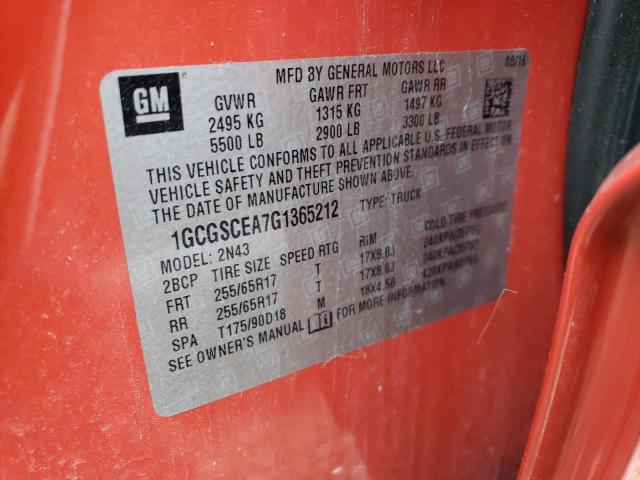 GM
MFD BY GENERAL MOTORS LLC 08/16
GVWR GAWR FRT GAWR RR
2495 KG 1315 KG 1497 KG
5500 LB 2900 LB 3300 LB
THIS VEHICLE CONFORMS TO ALL APPLICABLE U.S. FEDERAL MOTOR
VEHICLE SAFETY AND THEFT PREVENTION STANDARDS IN EFFECT ON
THE DATE OF MANUFACTURE SHOWN ABOVE.
1GCGSCEA7G1365212 TYPE: TRUCK
MODEL: 2N43
2BCP TIRE SIZE SPEED RTG RIM COLD TIRE PRESSURE
FRT 255/65R17 T 17X8.0J 240KPA(35PSI)
RR 255/65R17 T 17X8.0J 240KPA(35PSI)
SPA T175/90D18 M 18X4.5B 420KPA(60PSI)
SEE OWNER'S MANUAL FOR MORE INFORMATION.